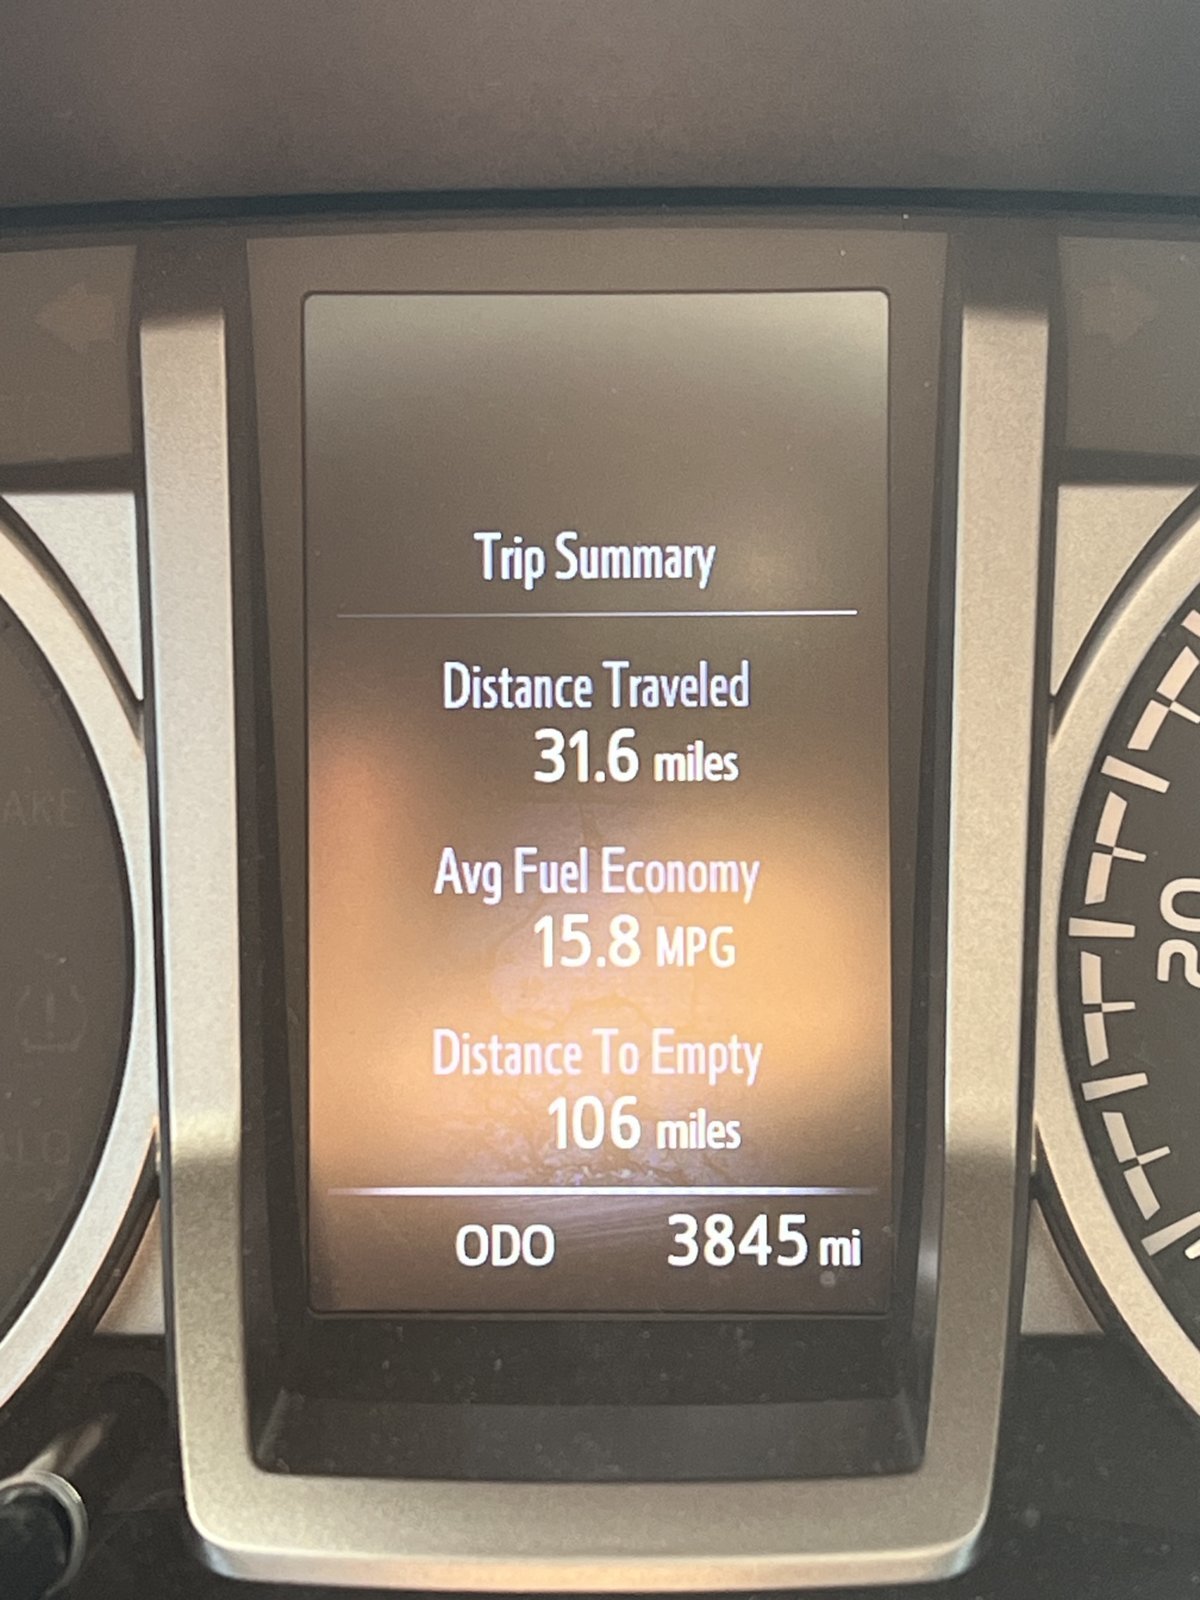 Trip Summary
Distance Traveled
31.6 miles
Avg Fuel Economy
15.8 MPG
Distance To Empty
106 miles
ODO 3845 mi
20